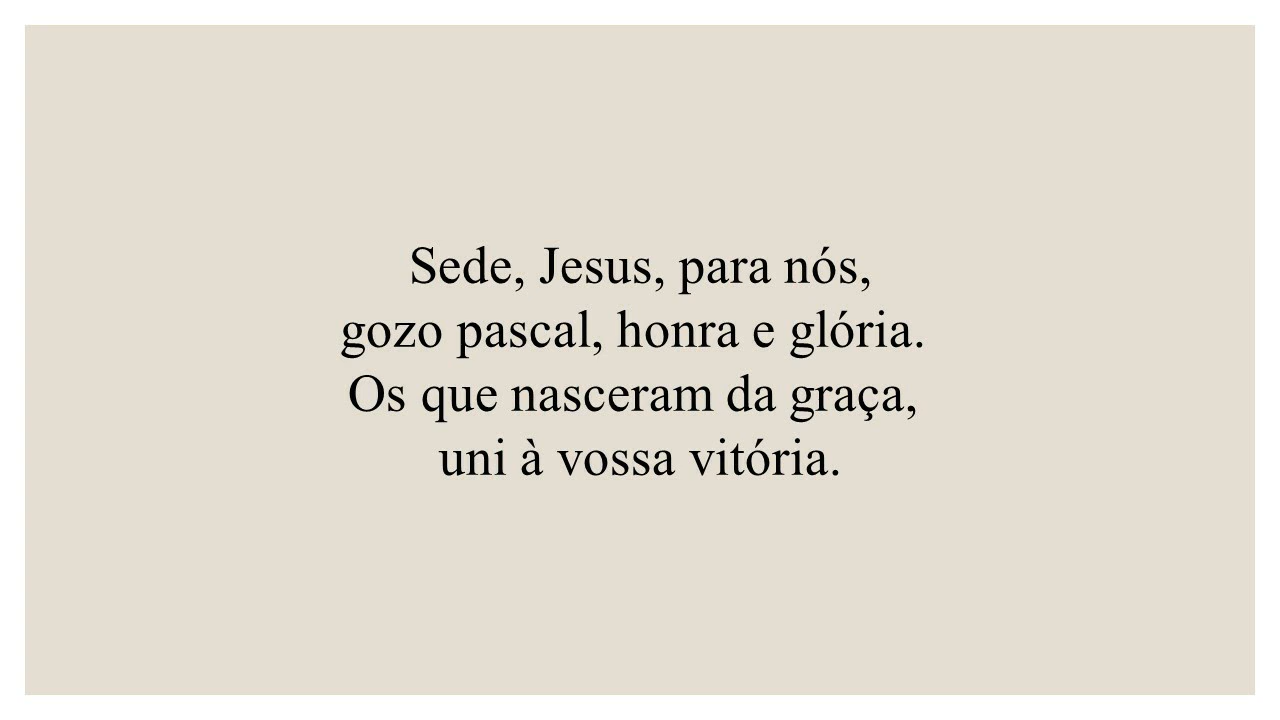 Sede, Jesus, para nós,
gozo pascal, honra e glória.
Os que nasceram da graça,
uni à vossa vitória.